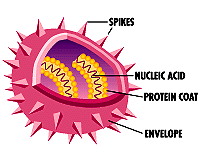 SPIKES
NUCLEIC ACID
PROTEIN COAT
ENVELOPE